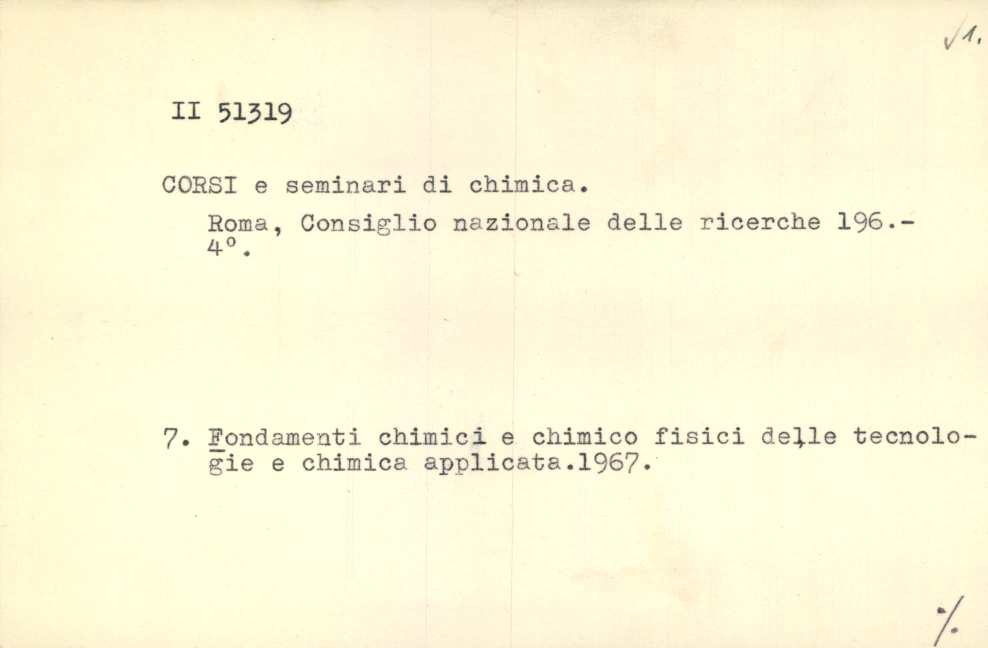 √1.
II 51319
CORSI e seminari di chimica.
Roma, Consiglio nazionale delle ricerche 196.-
4°.
7. Fondamenti chimici e chimico fisici delle tecnolo-
gie e chimica applicata.1967.
·/.